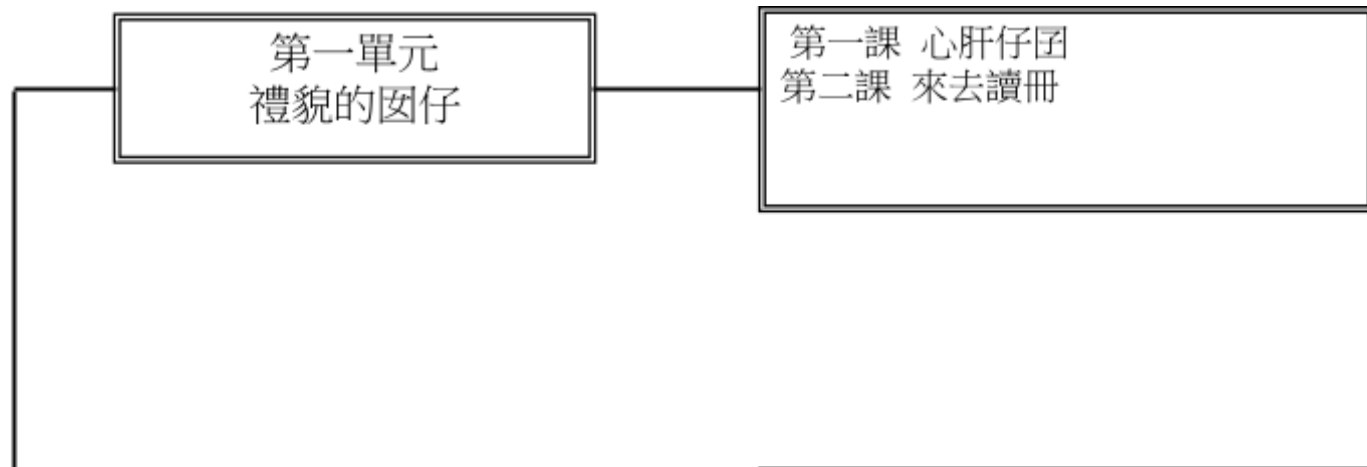 第一單元
禮貌的囡仔
第一課 心肝仔囝
第二課 來去讀冊